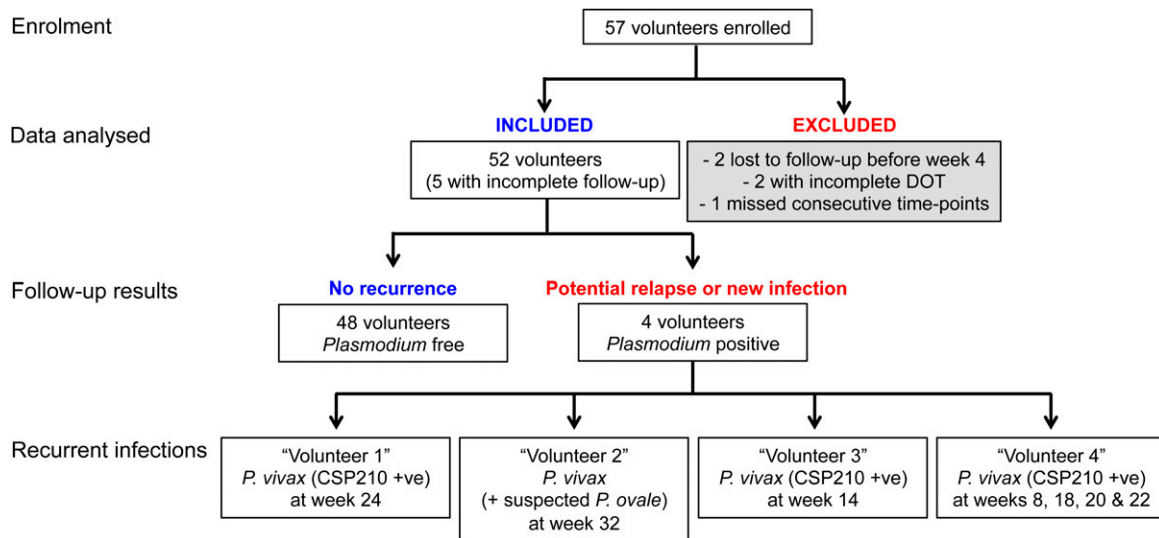 Enrolment
57 volunteers enrolled
Data analysed
INCLUDED
52 volunteers
(5 with incomplete follow-up)
EXCLUDED
- 2 lost to follow-up before week 4
- 2 with incomplete DOT
- 1 missed consecutive time-points
Follow-up results
No recurrence
48 volunteers
Plasmodium free
Potential relapse or new infection
4 volunteers
Plasmodium positive
Recurrent infections
“Volunteer 1”
P. vivax (CSP210 +ve)
at week 24
“Volunteer 2”
P. vivax
(+ suspected P. ovale)
at week 32
“Volunteer 3”
P. vivax (CSP210 +ve)
at week 14
“Volunteer 4”
P. vivax (CSP210 +ve)
at weeks 8, 18, 20 & 22